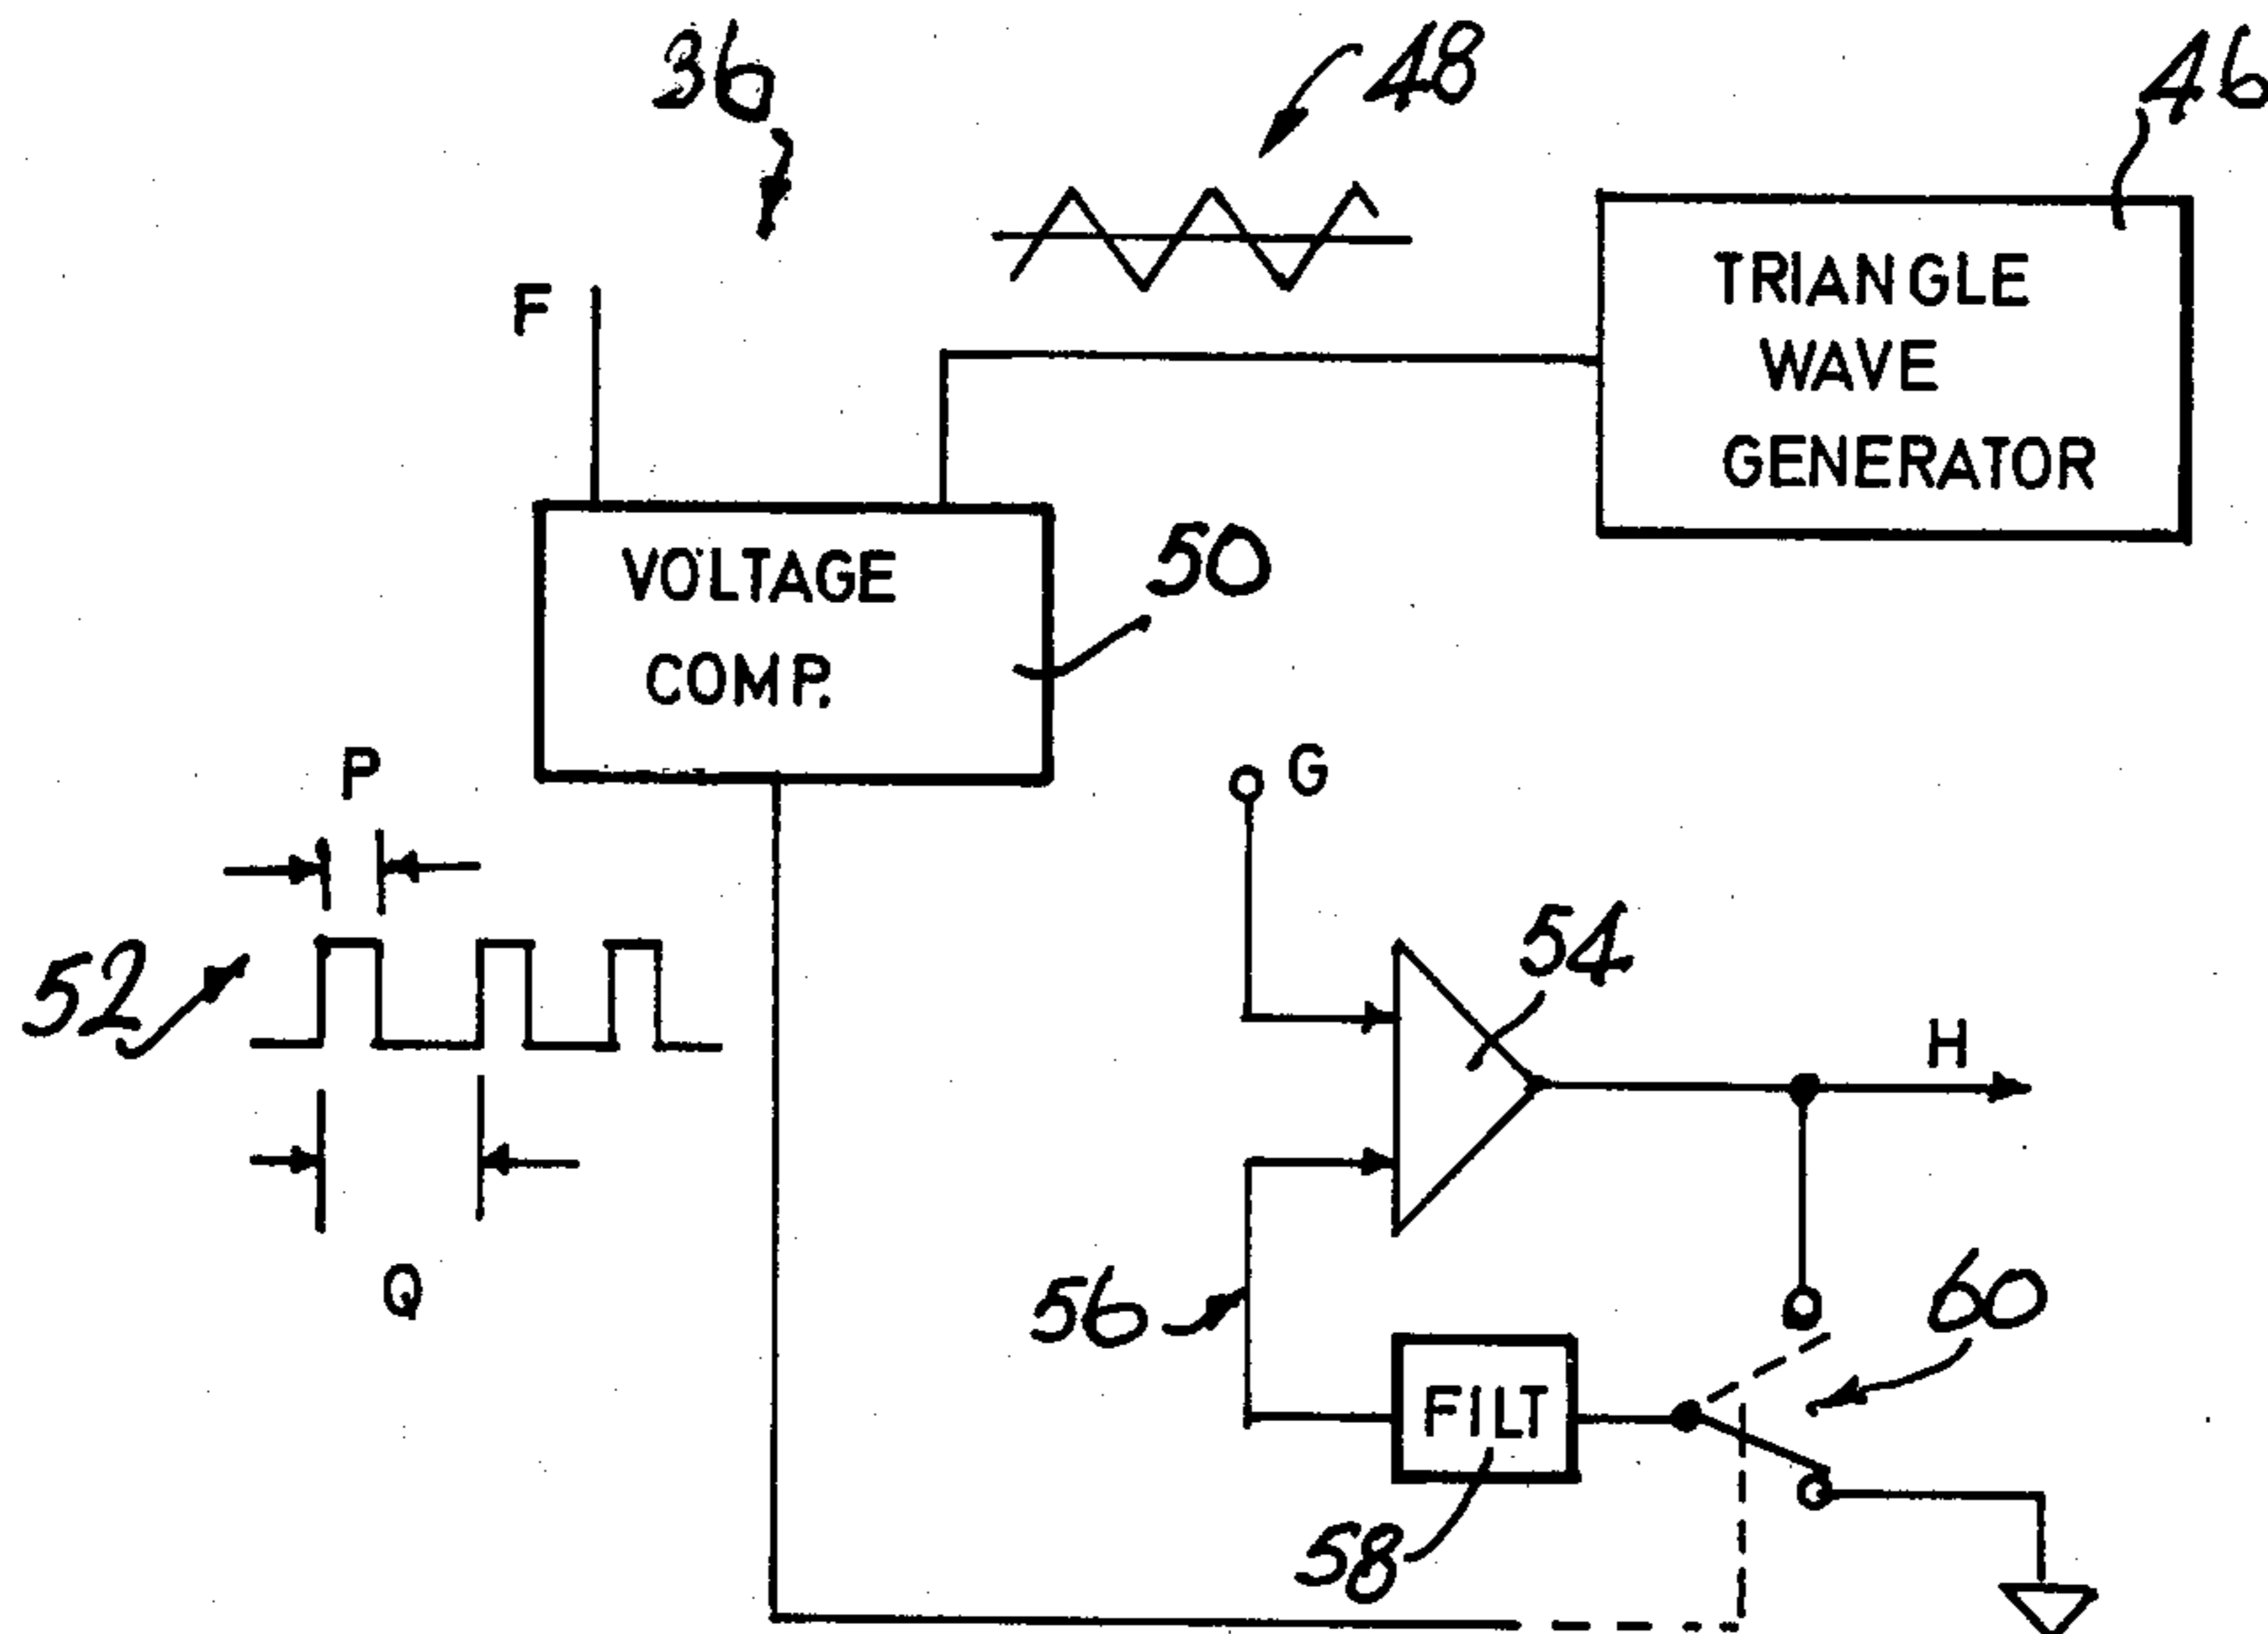 36
48
46
F
TRIANGLE
WAVE
GENERATOR
VOLTAGE
COMP.
50
P
G
52
54
H
Q
56
60
FILT
58